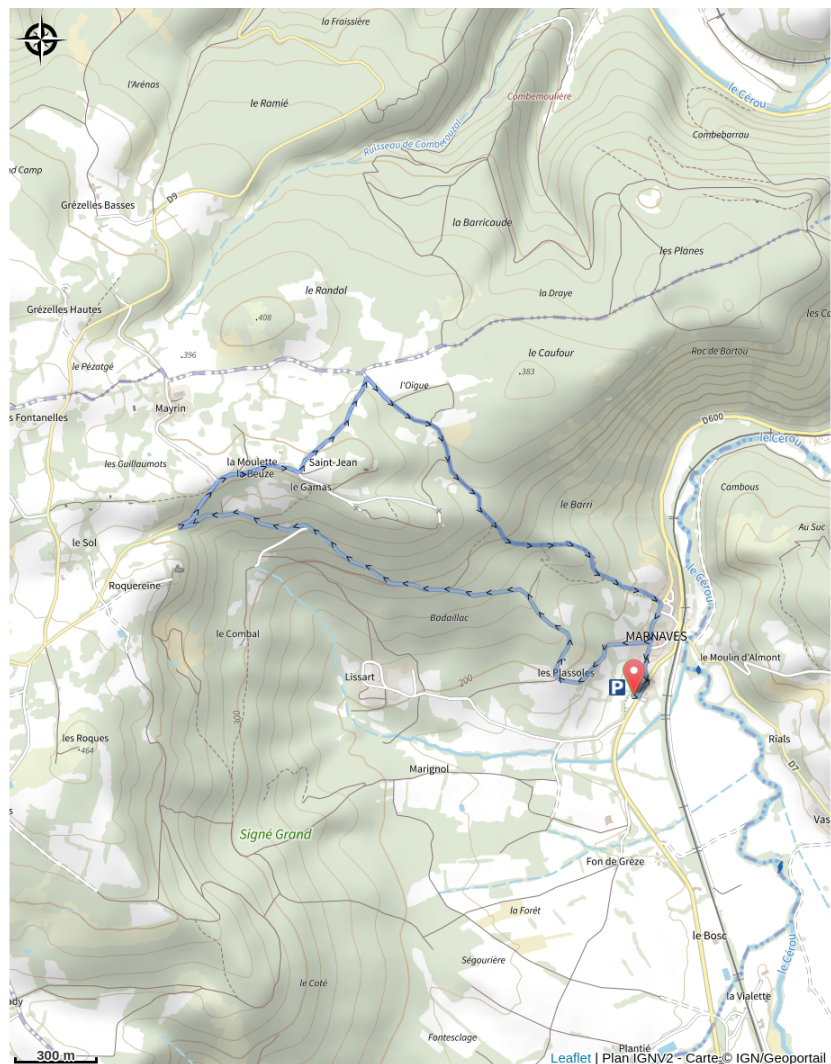 la Fraissière
l'Arénas
le Ramié
Combemoulière
le Cérou
Ruisseau de Combérouzal
Combebarrau
nd Camp
D9
Grézelles Basses
la Barricaude
les Planes
le Randal
la Draye
Grézelles Hautes
408
les Ca
396
le Caufour
Roc de Bartou
le Pézatgé
383
l'Oigue
Mayrin
s Fontanelles
D600
le Cérou
les Guillaumots
la Moulette
Saint-Jean
la Beuze
le Gamas
Cambous
le Barri
Au Suc
le Sol
le Cérou
Roquereine
Badaillac
le Combal
MARNAVES
le Moulin d'Almont
Lissart
200
les Plassoles
P
300
les Roques
464
Rials
Marignol
D7
Signé Grand
Vas
Fon de Grèze
la Forêt
le Bosc
Ségourière
le Cérou
le Coté
ady
la Vialette
Fontesclage
Plantié
300 m
Leaflet | Plan IGNV2 - Carte © IGN/Geoportail